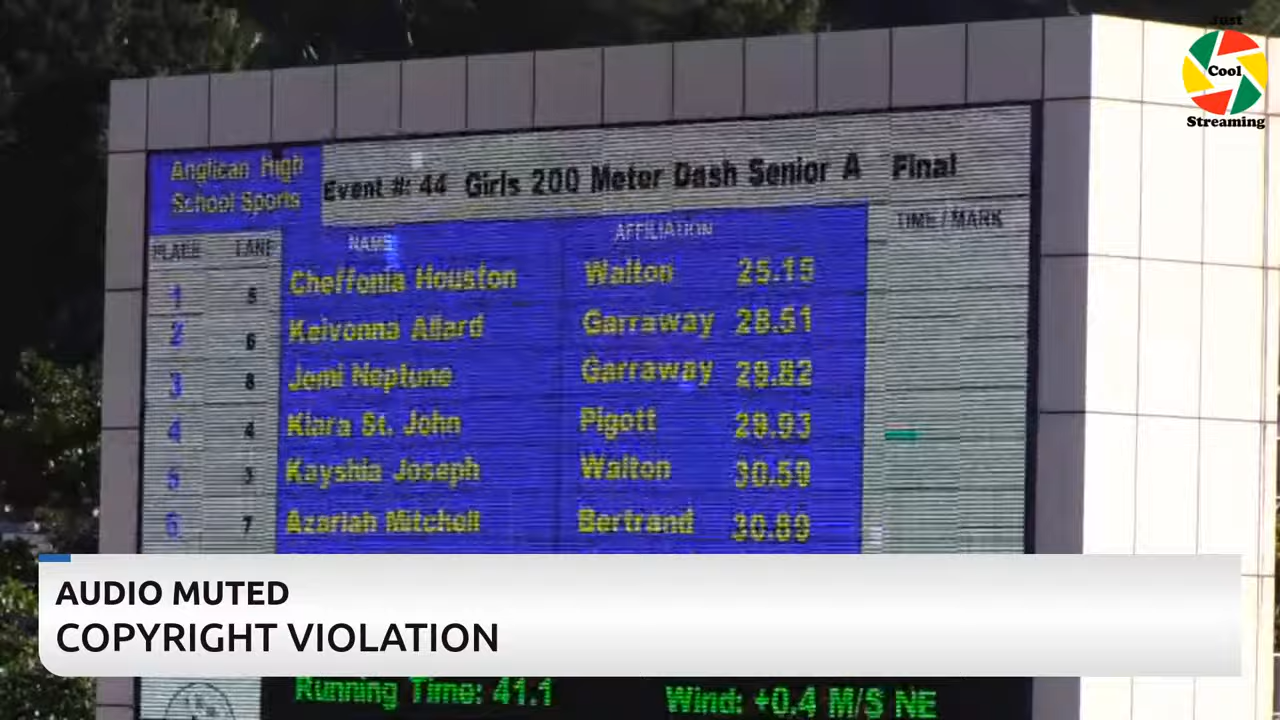 Just
Cool
Streaming
Anglican High
School Sports
Event #: 44 Girls 200 Meter Dash Senior A Final
PLACE LANE NAME AFFILIATION TIME / MARK
1 5 Cheffonia Houston Walton 25.15
2 6 Keivonna Allard Garraway 28.51
3 8 Jemi Neptune Garraway 29.82
4 4 Kiara St. John Pigott 29.93
5 3 Kayshia Joseph Walton 30.59
6 7 Azariah Mitchell Bertrand 30.89
AUDIO MUTED
COPYRIGHT VIOLATION
Running Time: 41.1
Wind: +0.4 M/S NE